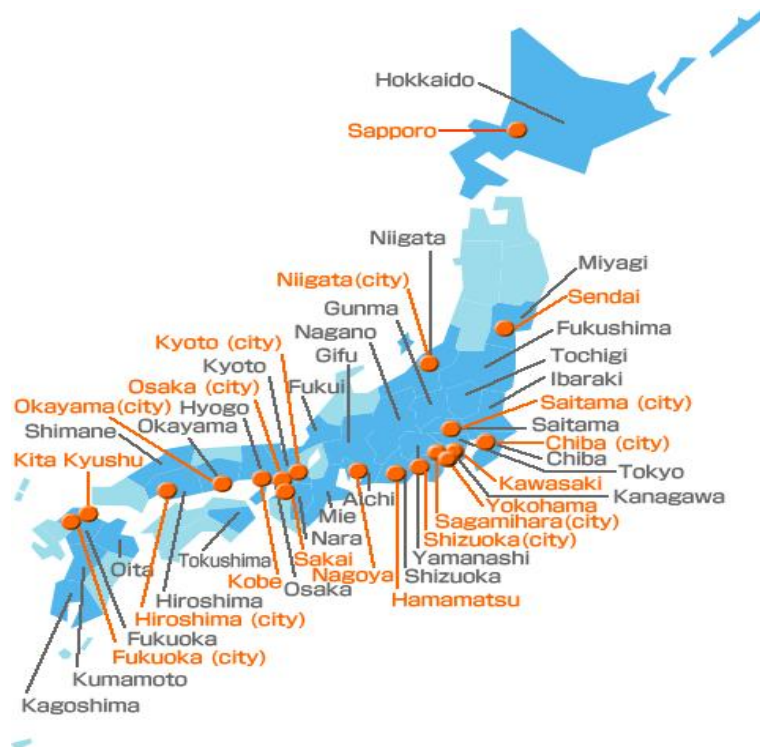 Hokkaido
Sapporo
Niigata
Miyagi
Niigata(city)
Sendai
Gunma
Fukushima
Kyoto (city)
Nagano
Gifu
Tochigi
Kyoto
Ibaraki
Osaka (city)
Fukui
Saitama (city)
Okayama(city)
Hyogo
Okayama
Saitama
Shimane
Chiba (city)
Chiba
Kita Kyushu
Tokyo
Kawasaki
Aichi
Kanagawa
Yokohama
Mie
Sagamihara(city)
Nara
Shizuoka(city)
Oita
Tokushima
Sakai
Yamanashi
Kobe
Nagoya
Shizuoka
Osaka
Hiroshima
Hamamatsu
Hiroshima (city)
Fukuoka
Fukuoka (city)
Kumamoto
Kagoshima